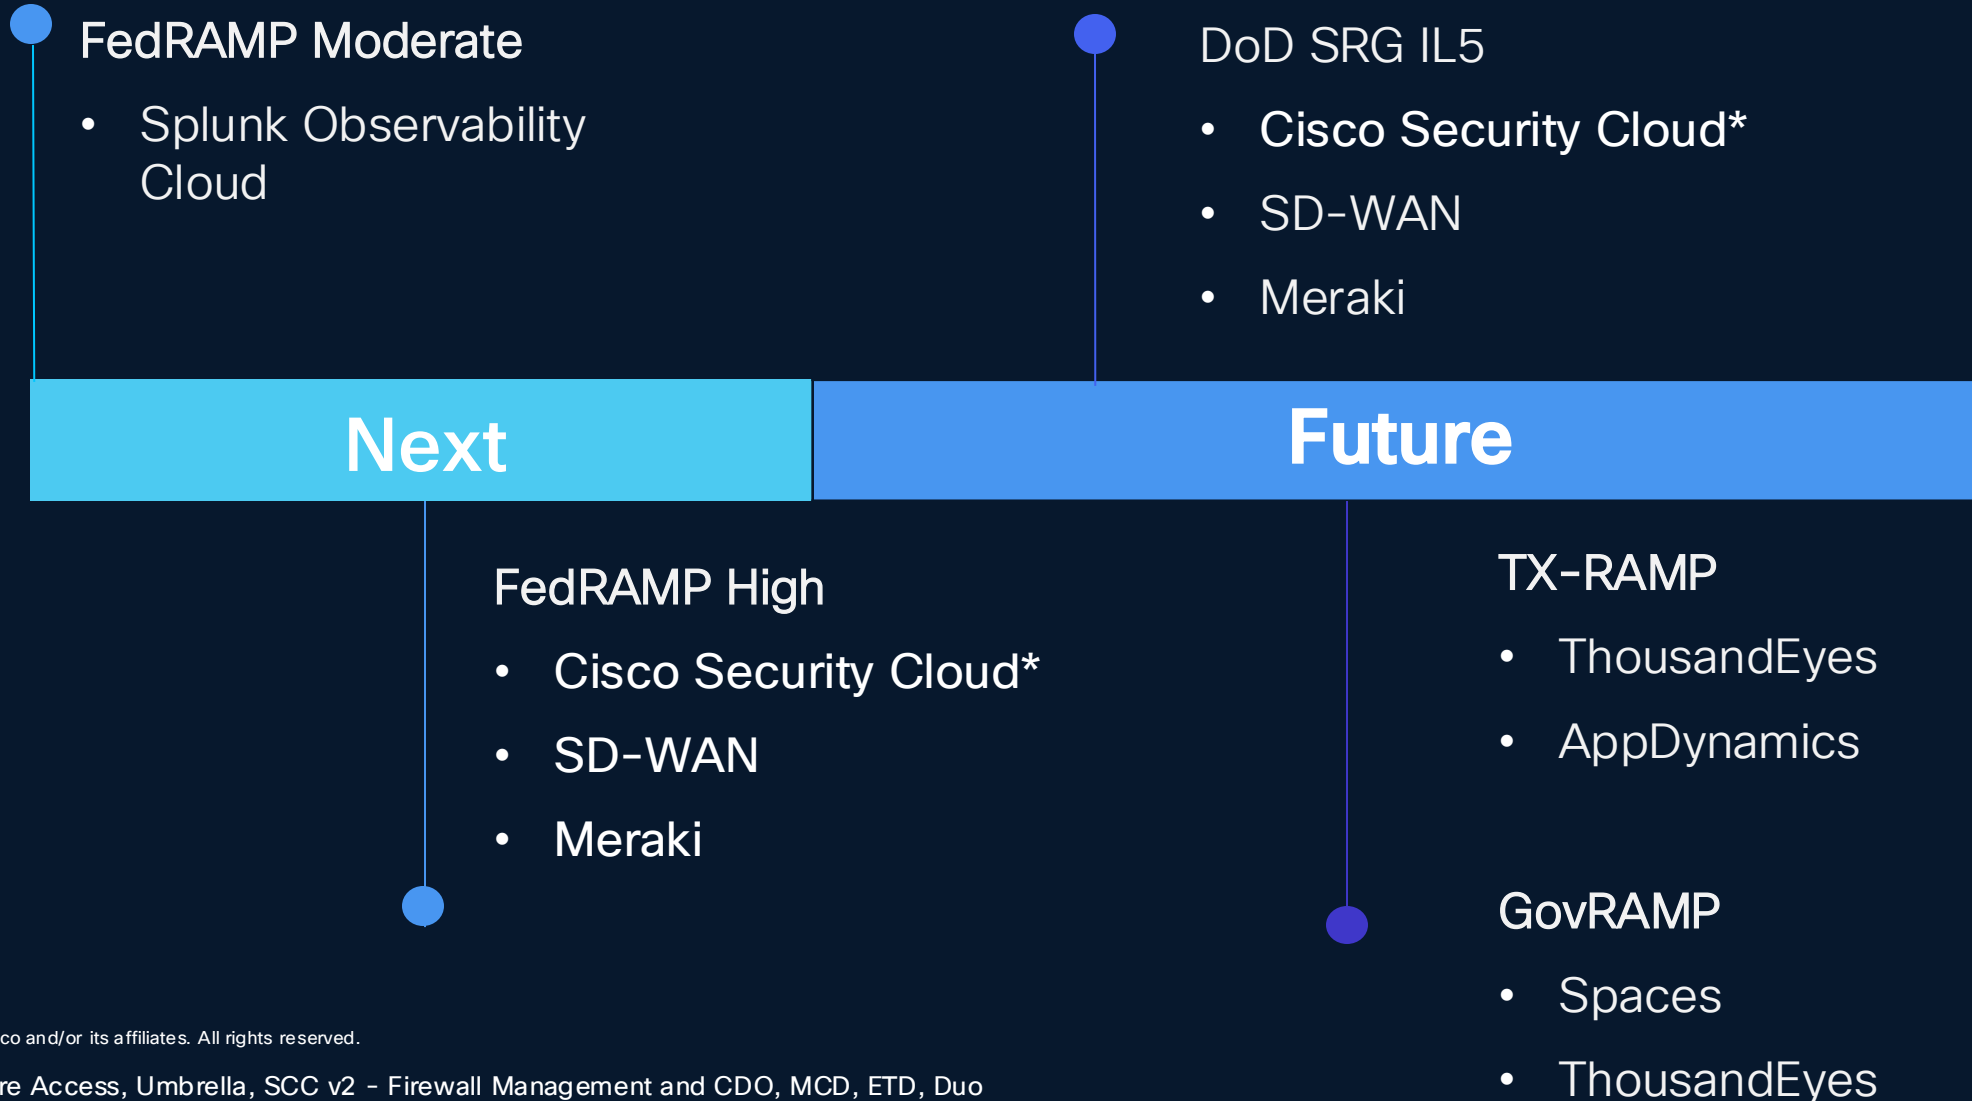 FedRAMP Moderate
• Splunk Observability
Cloud
DoD SRG IL5
• Cisco Security Cloud*
• SD-WAN
• Meraki
Next
Future
FedRAMP High
• Cisco Security Cloud*
• SD-WAN
• Meraki
TX-RAMP
• ThousandEyes
• AppDynamics
GovRAMP
• Spaces
• ThousandEyes
co and/or its affiliates. All rights reserved.
re Access, Umbrella, SCC v2 - Firewall Management and CDO, MCD, ETD, Duo